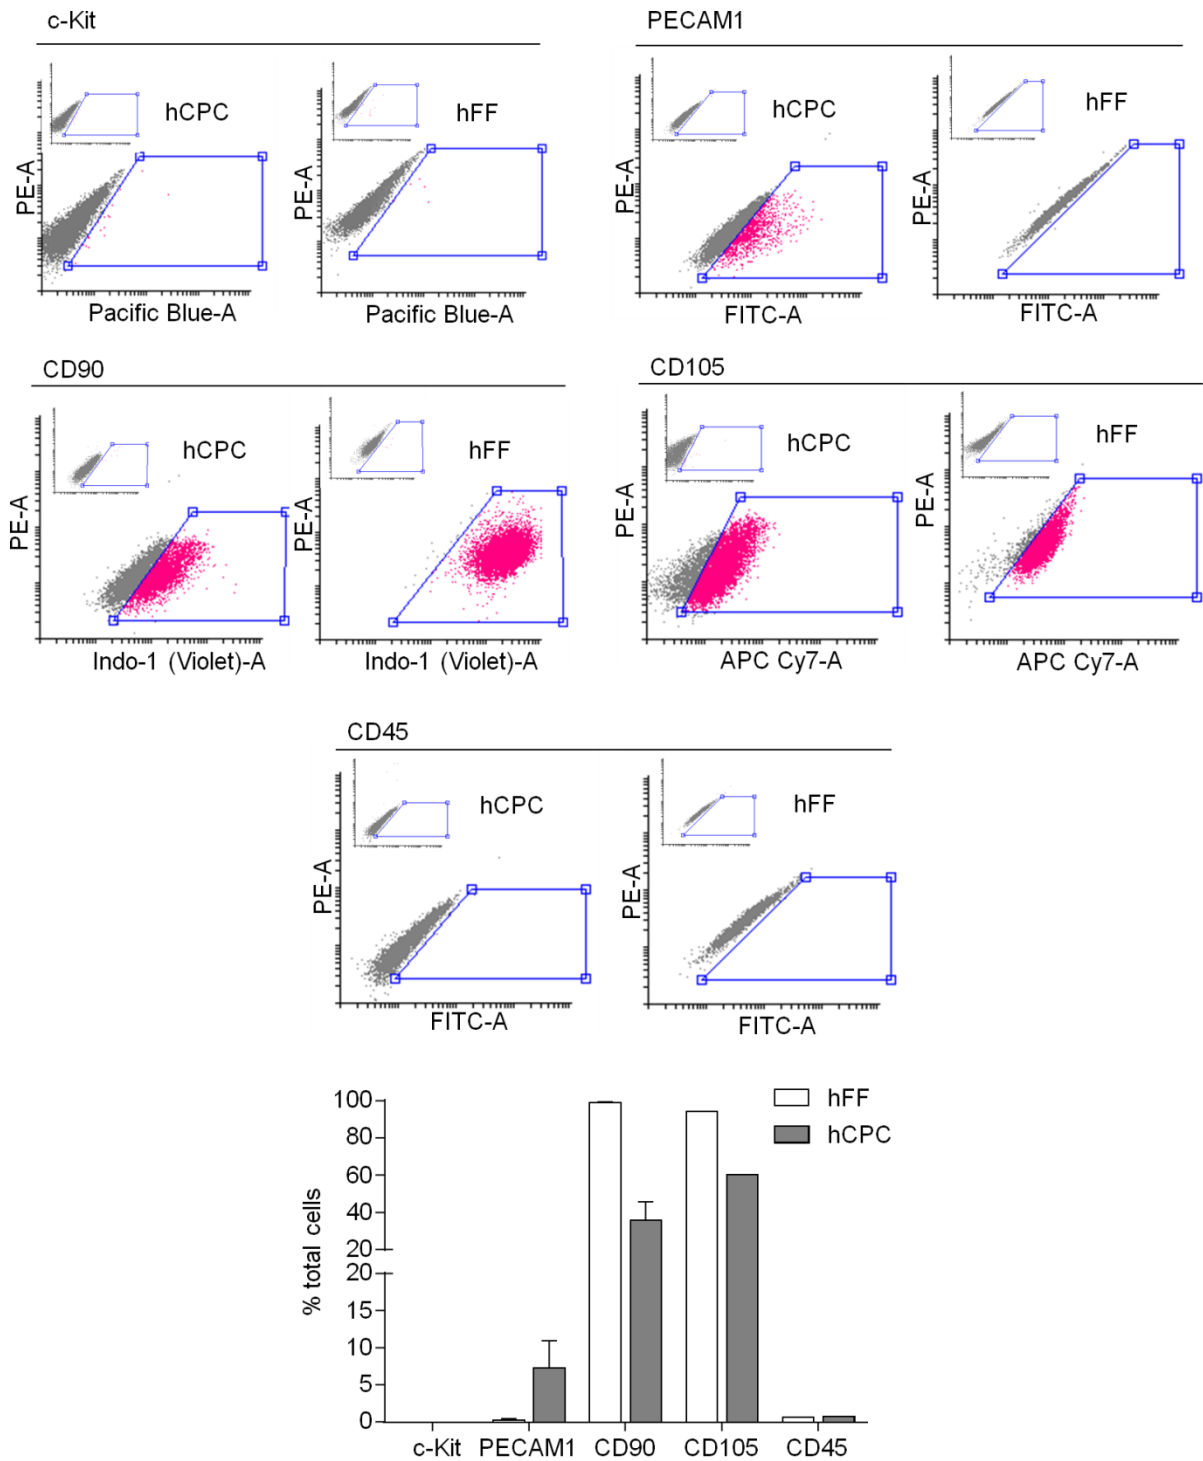 c-Kit
PECAM1
hCPC
hFF
hCPC
hFF
PE-A
PE-A
PE-A
PE-A
Pacific Blue-A
Pacific Blue-A
FITC-A
FITC-A
CD90
CD105
hCPC
hFF
hCPC
hFF
PE-A
PE-A
PE-A
PE-A
Indo-1 (Violet)-A
Indo-1 (Violet)-A
APC Cy7-A
APC Cy7-A
CD45
hCPC
hFF
PE-A
PE-A
FITC-A
FITC-A
% total cells
100
80
60
40
20
20
15
10
5
0
hFF
hCPC
c-Kit PECAM1 CD90 CD105 CD45